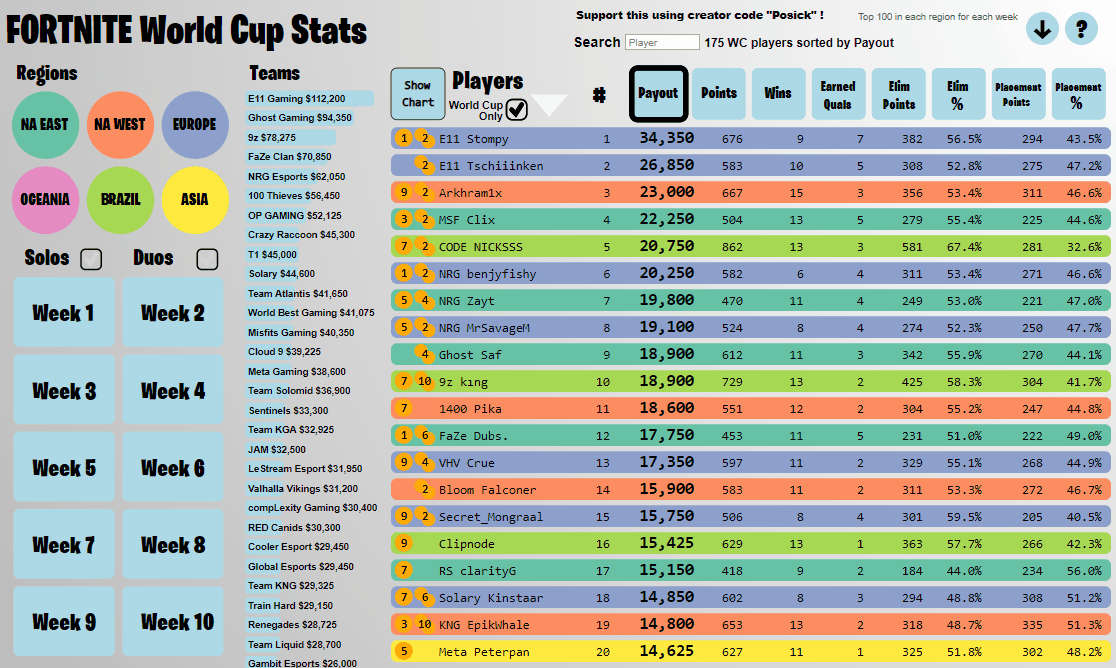 FORTNITE World Cup Stats
Support this using creator code "Posick" !
Top 100 in each region for each week
?
Search Player 175 WC players sorted by Payout
Regions
NA EAST NA WEST EUROPE
OCEANIA BRAZIL ASIA
Solos Duos
Week 1 Week 2
Week 3 Week 4
Week 5 Week 6
Week 7 Week 8
Week 9 Week 10
Teams
E11 Gaming $112,200
Ghost Gaming $94,350
9z $78,275
FaZe Clan $70,850
NRG Esports $62,050
100 Thieves $56,450
OP GAMING $52,125
Crazy Raccoon $45,300
T1 $45,000
Solary $44,600
Team Atlantis $41,650
World Best Gaming $41,075
Misfits Gaming $40,350
Cloud 9 $39,225
Meta Gaming $38,600
Team Solomid $36,900
Sentinels $33,300
Team KGA $32,925
JAM $32,500
LeStream Esport $31,950
Valhalla Vikings $31,200
compLexity Gaming $30,400
RED Canids $30,300
Cooler Esport $29,450
Global Esports $29,450
Team KNG $29,325
Train Hard $29,150
Renegades $28,725
Team Liquid $28,700
Gambit Esports $26,000
Show Chart
Players
World Cup Only
# Payout Points Wins Earned Quals Elim Points Elim % Placement Points Placement %
1 2 E11 Stompy 1 34,350 676 9 7 382 56.5% 294 43.5%
2 E11 Tschiiinken 2 26,850 583 10 5 308 52.8% 275 47.2%
9 2 Arkhram1x 3 23,000 667 15 3 356 53.4% 311 46.6%
3 2 MSF Clix 4 22,250 504 13 5 279 55.4% 225 44.6%
7 2 CODE NICKSSS 5 20,750 862 13 3 581 67.4% 281 32.6%
1 2 NRG benjyfishy 6 20,250 582 6 4 311 53.4% 271 46.6%
5 4 NRG Zayt 7 19,800 470 11 4 249 53.0% 221 47.0%
5 2 NRG MrSavageM 8 19,100 524 8 4 274 52.3% 250 47.7%
4 Ghost Saf 9 18,900 612 11 3 342 55.9% 270 44.1%
7 10 9z king 10 18,900 729 13 2 425 58.3% 304 41.7%
7 1400 Pika 11 18,600 551 12 2 304 55.2% 247 44.8%
1 6 FaZe Dubs. 12 17,750 453 11 5 231 51.0% 222 49.0%
9 4 VHV Crue 13 17,350 597 11 2 329 55.1% 268 44.9%
2 Bloom Falconer 14 15,900 583 11 2 311 53.3% 272 46.7%
9 2 Secret_Mongraal 15 15,750 506 8 4 301 59.5% 205 40.5%
9 Clipnode 16 15,425 629 13 1 363 57.7% 266 42.3%
7 RS clarityG 17 15,150 418 9 2 184 44.0% 234 56.0%
7 6 Solary Kinstaar 18 14,850 602 8 3 294 48.8% 308 51.2%
3 10 KNG EpikWhale 19 14,800 653 13 2 318 48.7% 335 51.3%
5 Meta Peterpan 20 14,625 627 11 1 325 51.8% 302 48.2%